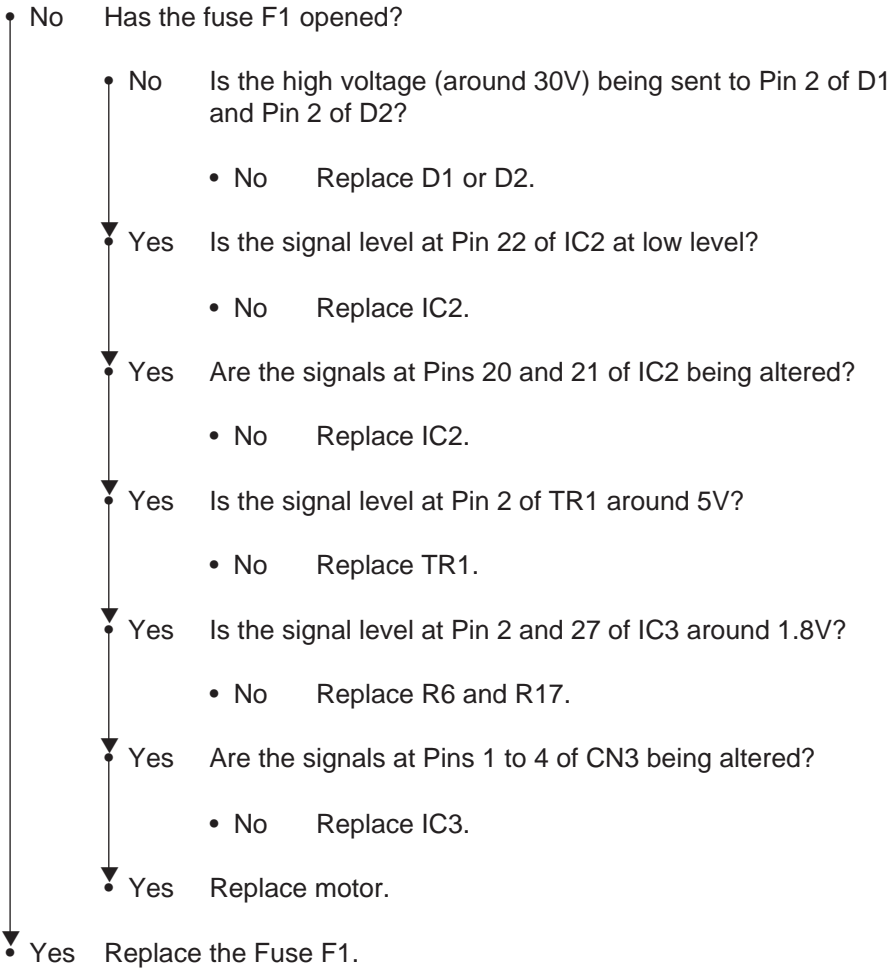 • No Has the fuse F1 opened?
• No Is the high voltage (around 30V) being sent to Pin 2 of D1
and Pin 2 of D2?
• No Replace D1 or D2.
• Yes Is the signal level at Pin 22 of IC2 at low level?
• No Replace IC2.
• Yes Are the signals at Pins 20 and 21 of IC2 being altered?
• No Replace IC2.
• Yes Is the signal level at Pin 2 of TR1 around 5V?
• No Replace TR1.
• Yes Is the signal level at Pin 2 and 27 of IC3 around 1.8V?
• No Replace R6 and R17.
• Yes Are the signals at Pins 1 to 4 of CN3 being altered?
• No Replace IC3.
• Yes Replace motor.
• Yes Replace the Fuse F1.